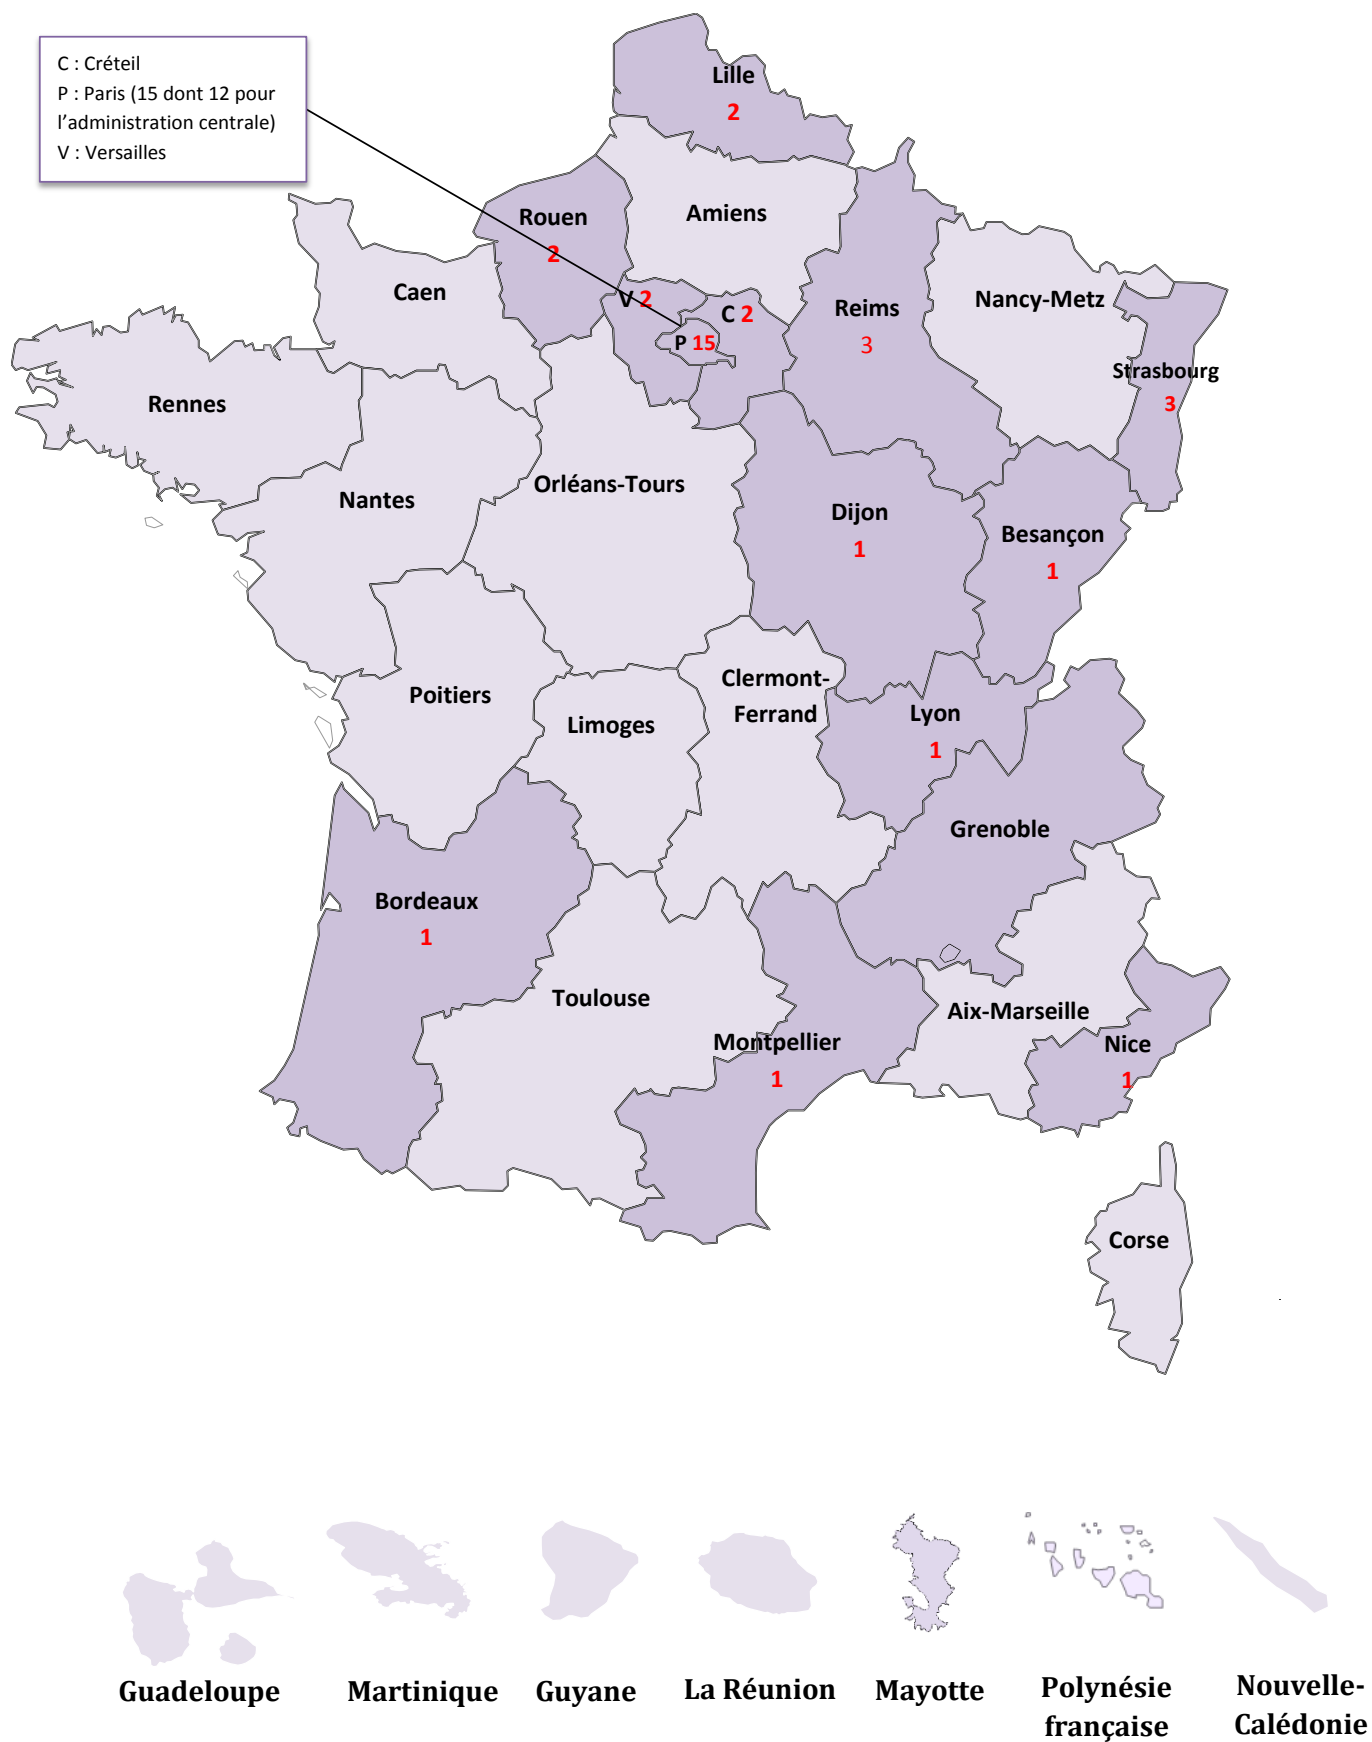 C : Créteil
P : Paris (15 dont 12 pour
l’administration centrale)
V : Versailles
Lille
2
Rouen
2
Amiens
Caen
V 2
C 2
P 15
Reims
3
Nancy-Metz
Strasbourg
3
Rennes
Nantes
Orléans-Tours
Dijon
1
Besançon
1
Poitiers
Limoges
Clermont-
Ferrand
Lyon
1
Grenoble
Bordeaux
1
Toulouse
Montpellier
1
Aix-Marseille
Nice
1
Corse
Guadeloupe
Martinique
Guyane
La Réunion
Mayotte
Polynésie
française
Nouvelle-
Calédonie